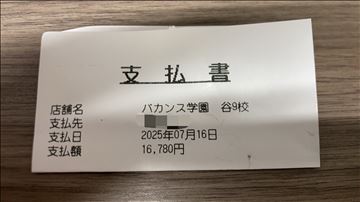 支払書
店舗名 バカンス学園 谷9校
支払先
支払日 2025年07月16日
支払額 16,780円